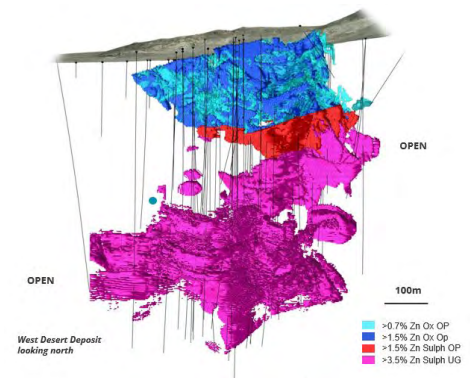 OPEN
OPEN
100m
West Desert Deposit
looking north
>0.7% Zn Ox OP
>1.5% Zn Ox Op
>1.5% Zn Sulph OP
>3.5% Zn Sulph UG